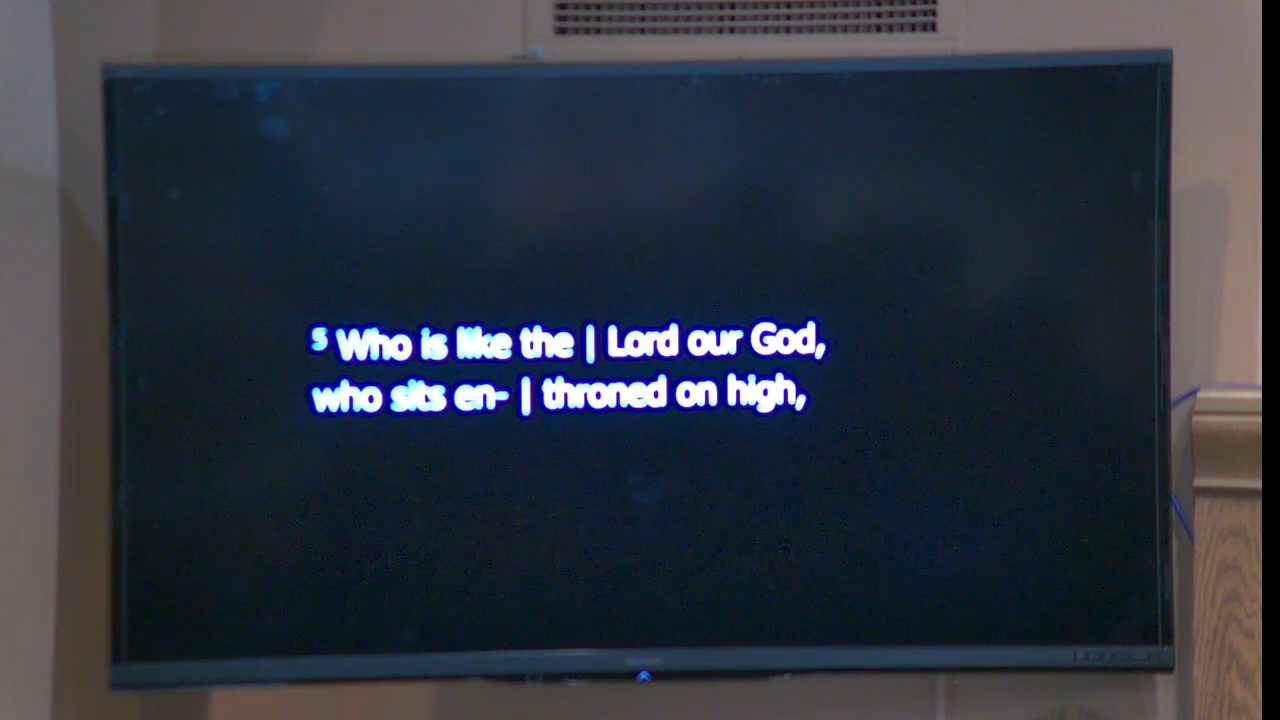 ⁵ Who is like the | Lord our God,
who sits en- | throned on high,